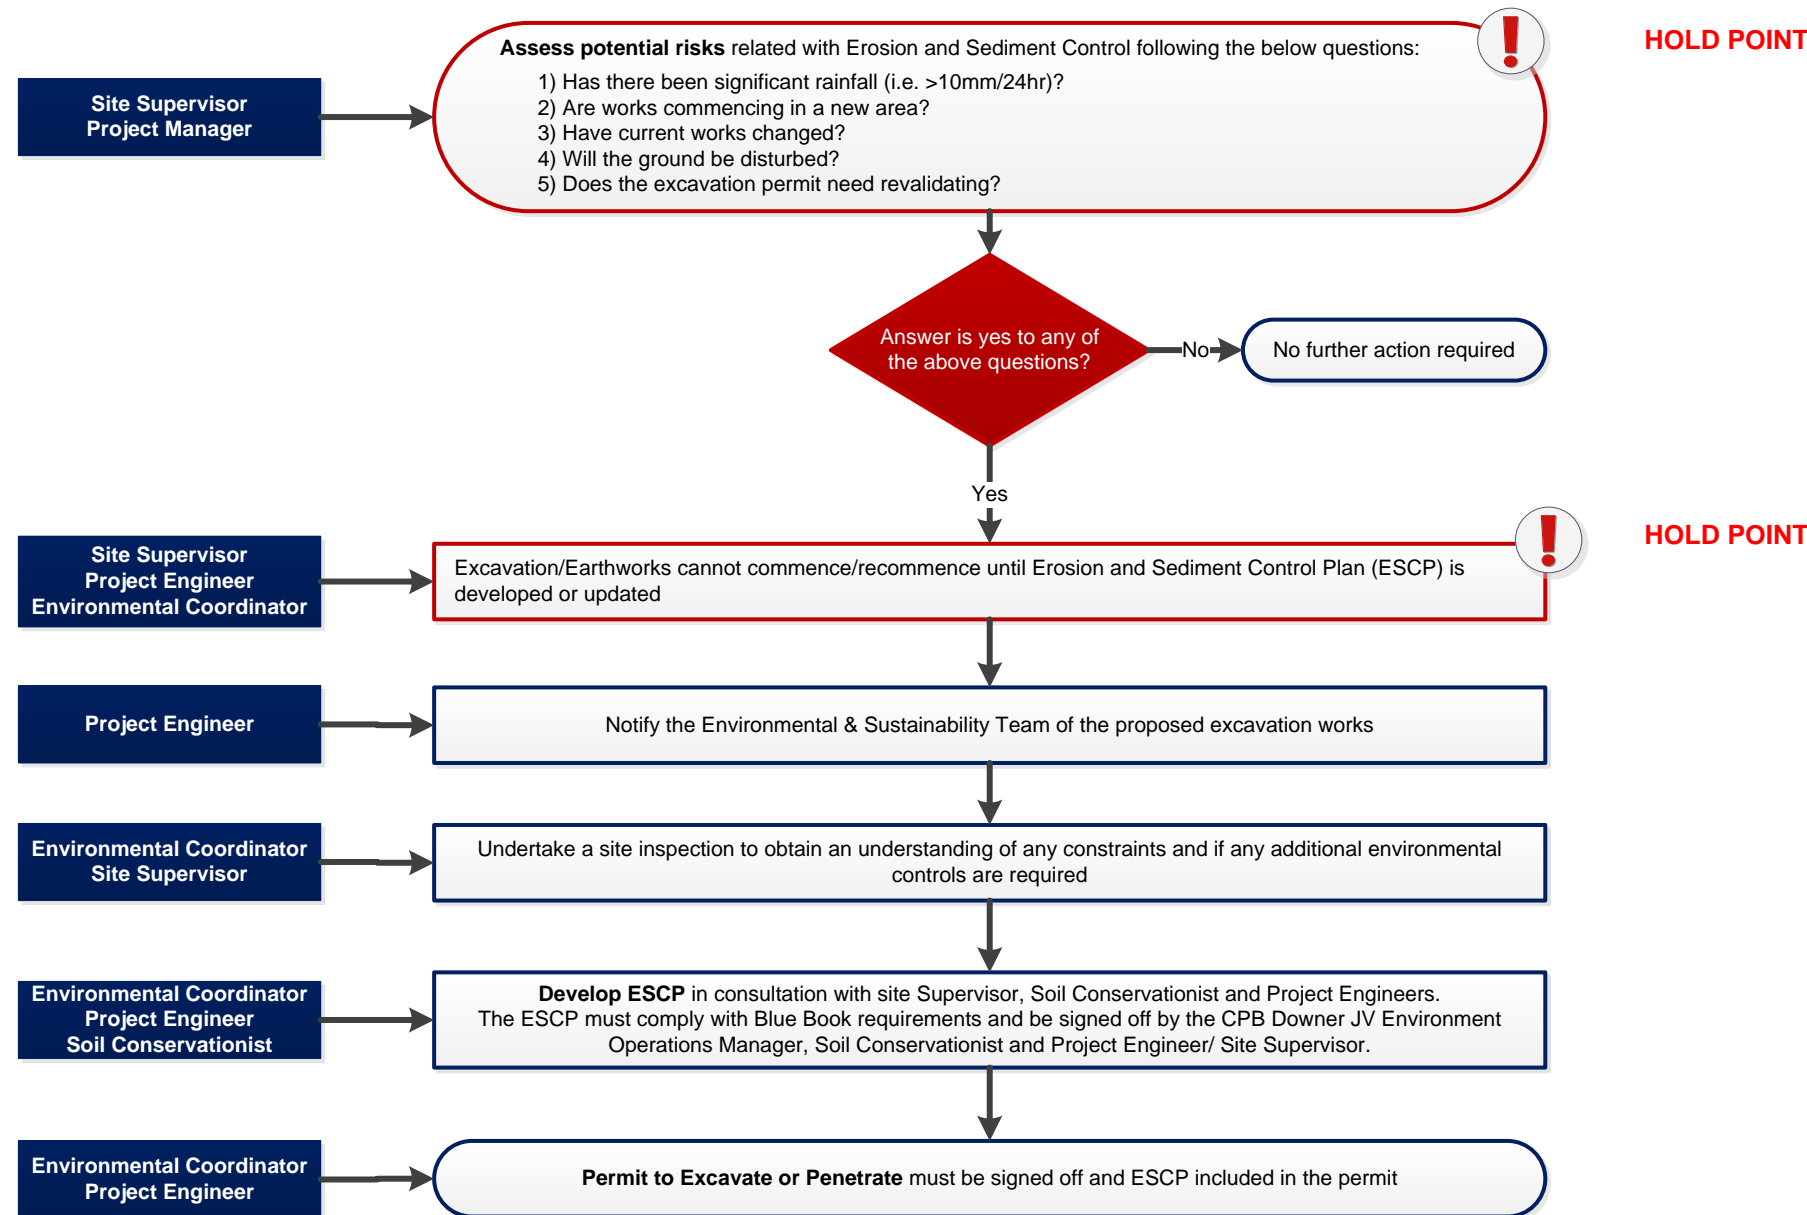 HOLD POINT
Assess potential risks related with Erosion and Sediment Control following the below questions:
1) Has there been significant rainfall (i.e. >10mm/24hr)?
2) Are works commencing in a new area?
3) Have current works changed?
4) Will the ground be disturbed?
5) Does the excavation permit need revalidating?
Site Supervisor
Project Manager
Answer is yes to any of
the above questions?
No
No further action required
Yes
HOLD POINT
Site Supervisor
Project Engineer
Environmental Coordinator
Excavation/Earthworks cannot commence/recommence until Erosion and Sediment Control Plan (ESCP) is
developed or updated
Project Engineer
Notify the Environmental & Sustainability Team of the proposed excavation works
Environmental Coordinator
Site Supervisor
Undertake a site inspection to obtain an understanding of any constraints and if any additional environmental
controls are required
Environmental Coordinator
Project Engineer
Soil Conservationist
Develop ESCP in consultation with site Supervisor, Soil Conservationist and Project Engineers.
The ESCP must comply with Blue Book requirements and be signed off by the CPB Downer JV Environment
Operations Manager, Soil Conservationist and Project Engineer/ Site Supervisor.
Environmental Coordinator
Project Engineer
Permit to Excavate or Penetrate must be signed off and ESCP included in the permit